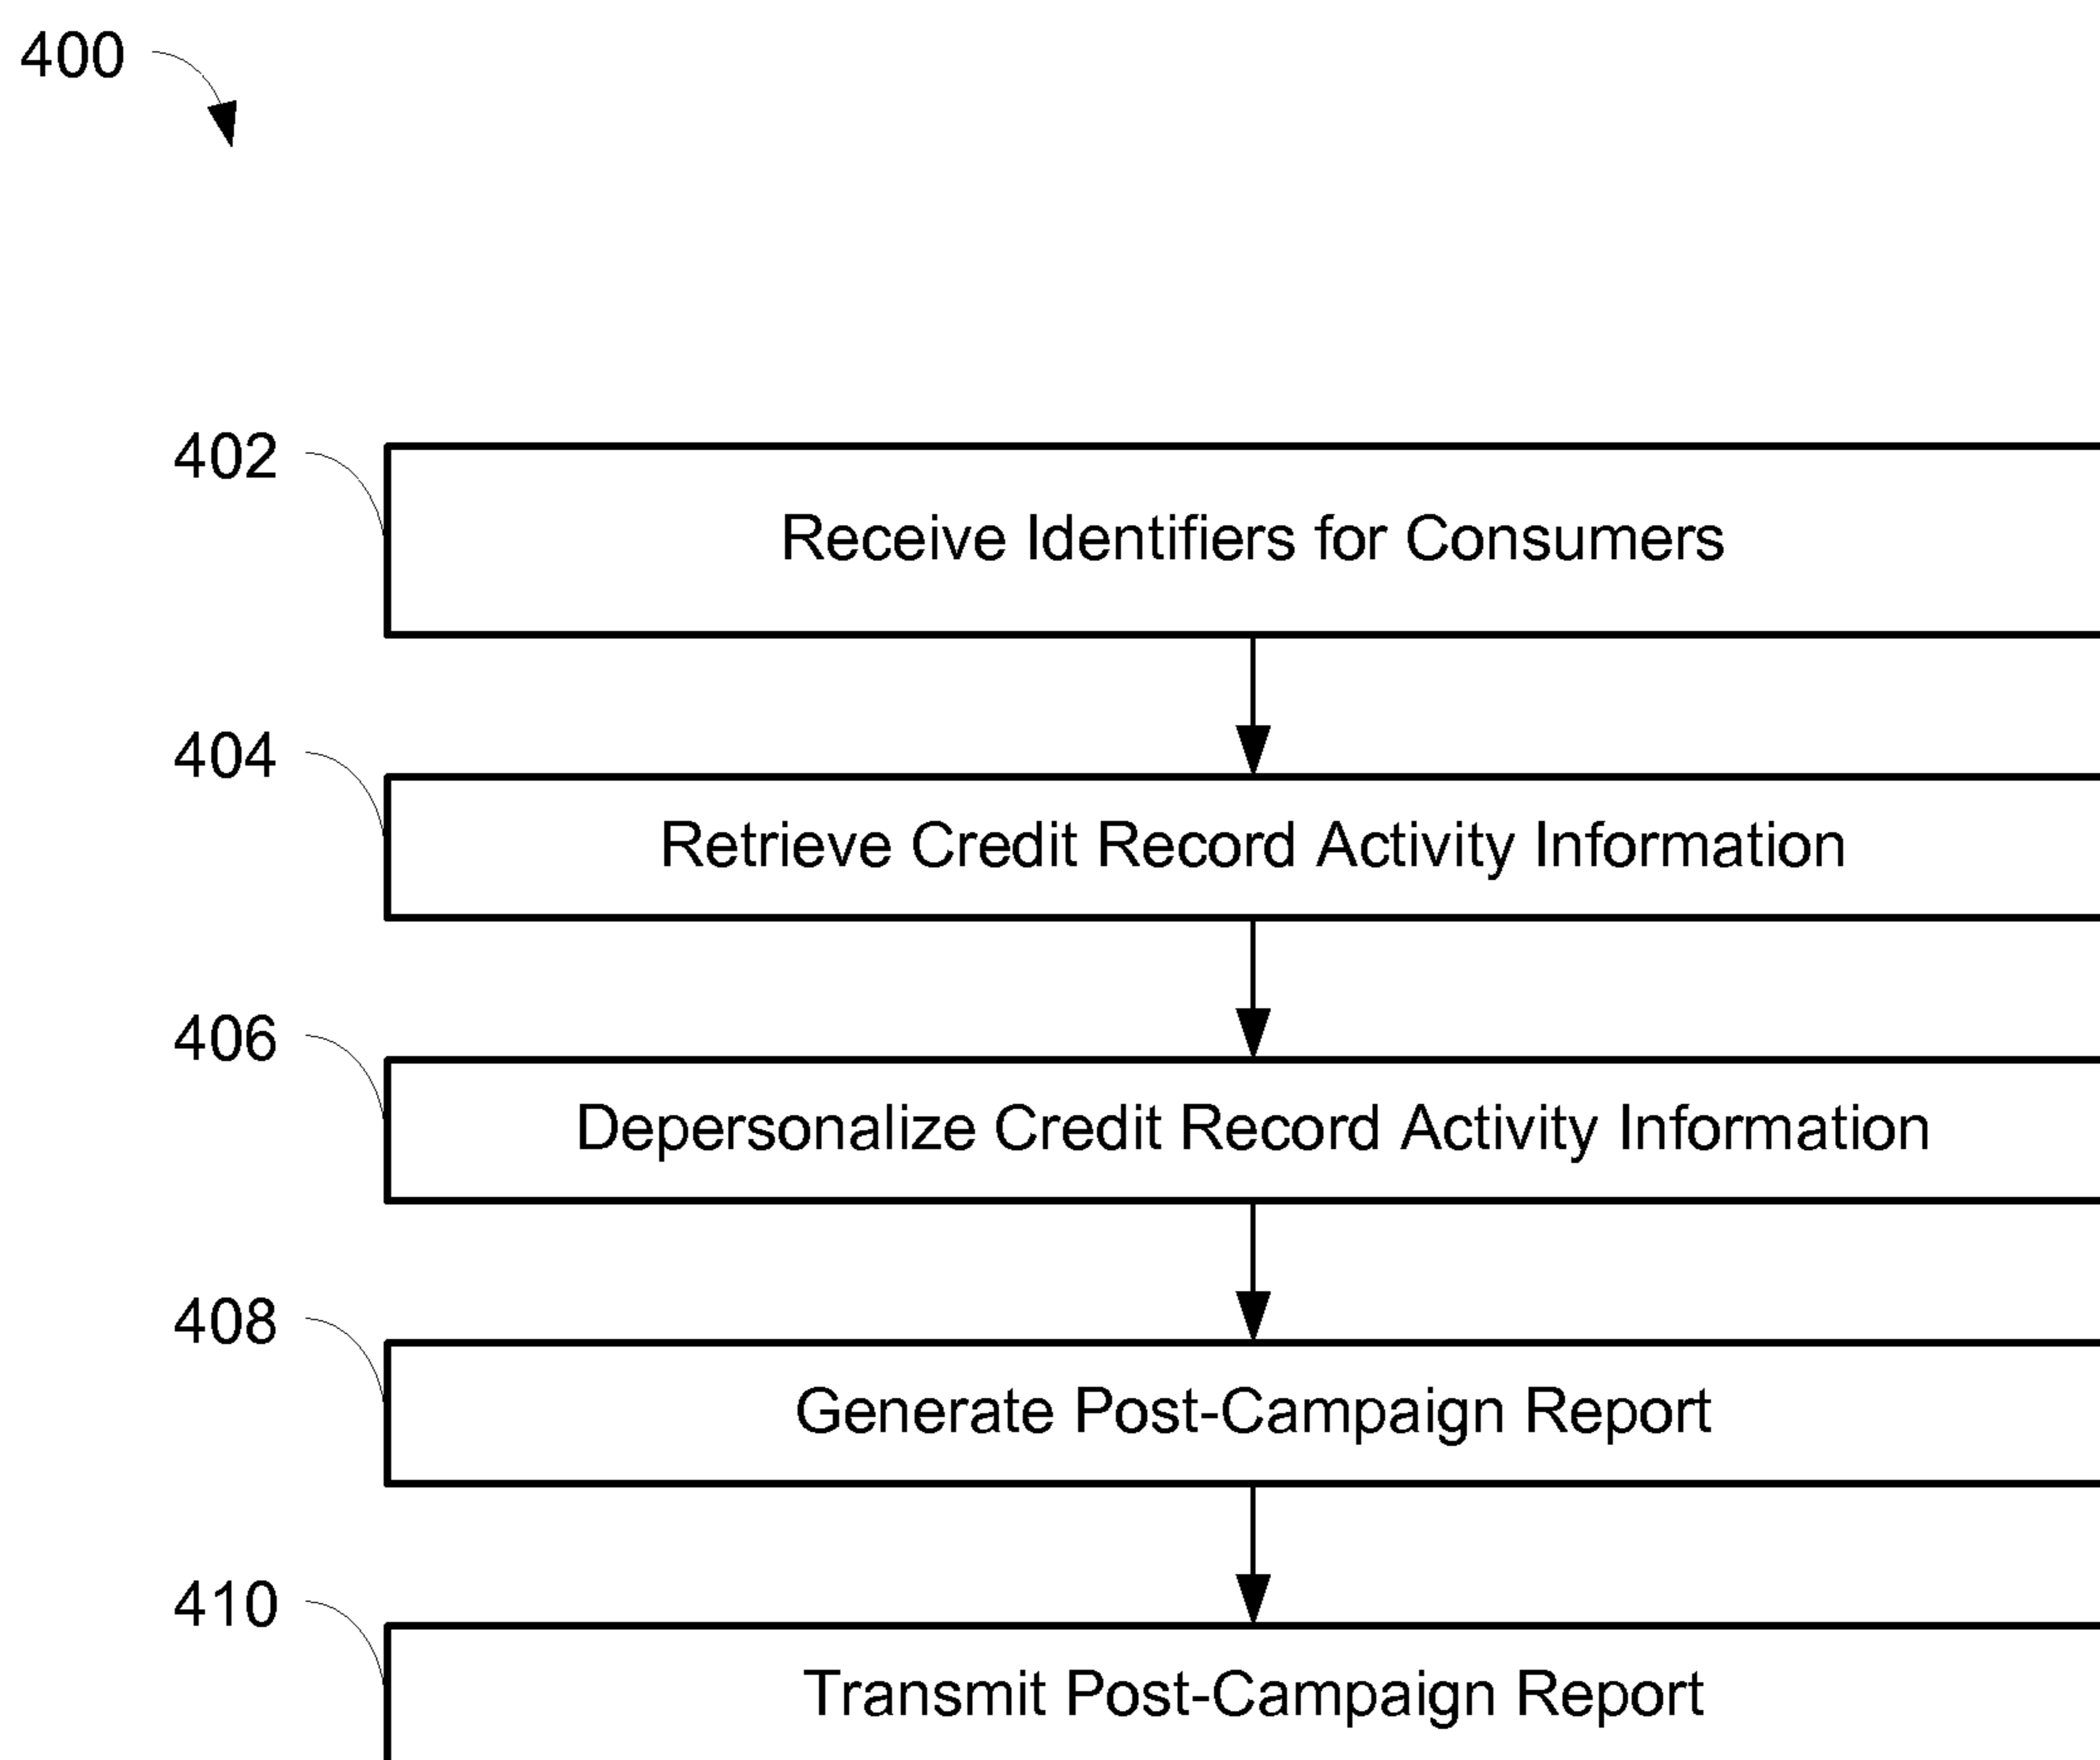 400
402
Receive Identifiers for Consumers
404
Retrieve Credit Record Activity Information
406
Depersonalize Credit Record Activity Information
408
Generate Post-Campaign Report
410
Transmit Post-Campaign Report